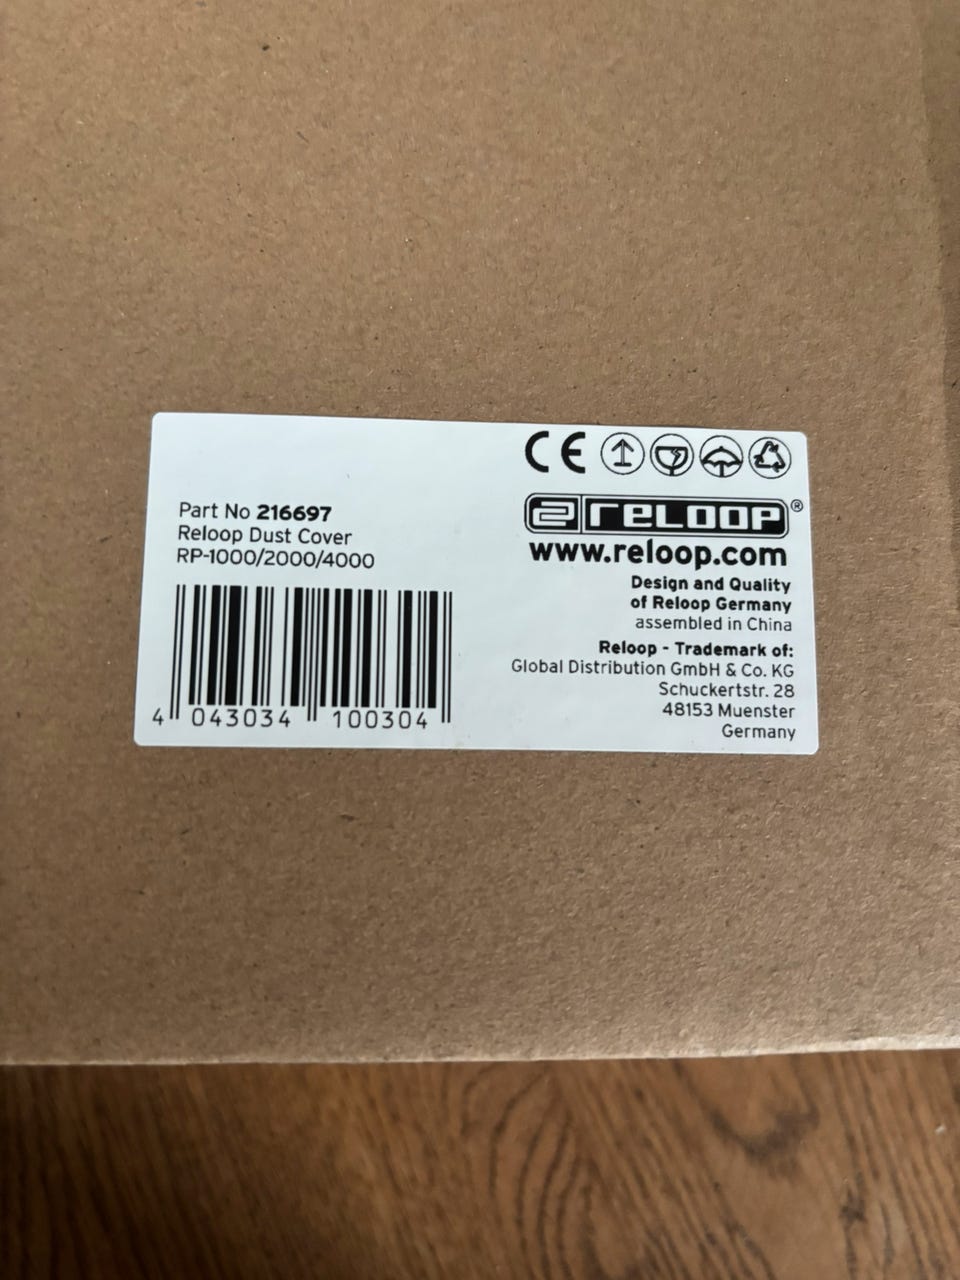 CE
RELOOP®
www.reloop.com
Design and Quality
of Reloop Germany
assembled in China
Reloop - Trademark of:
Global Distribution GmbH & Co. KG
Schuckertstr. 28
48153 Muenster
Germany
Part No 216697
Reloop Dust Cover
RP-1000/2000/4000
4 043034 100304